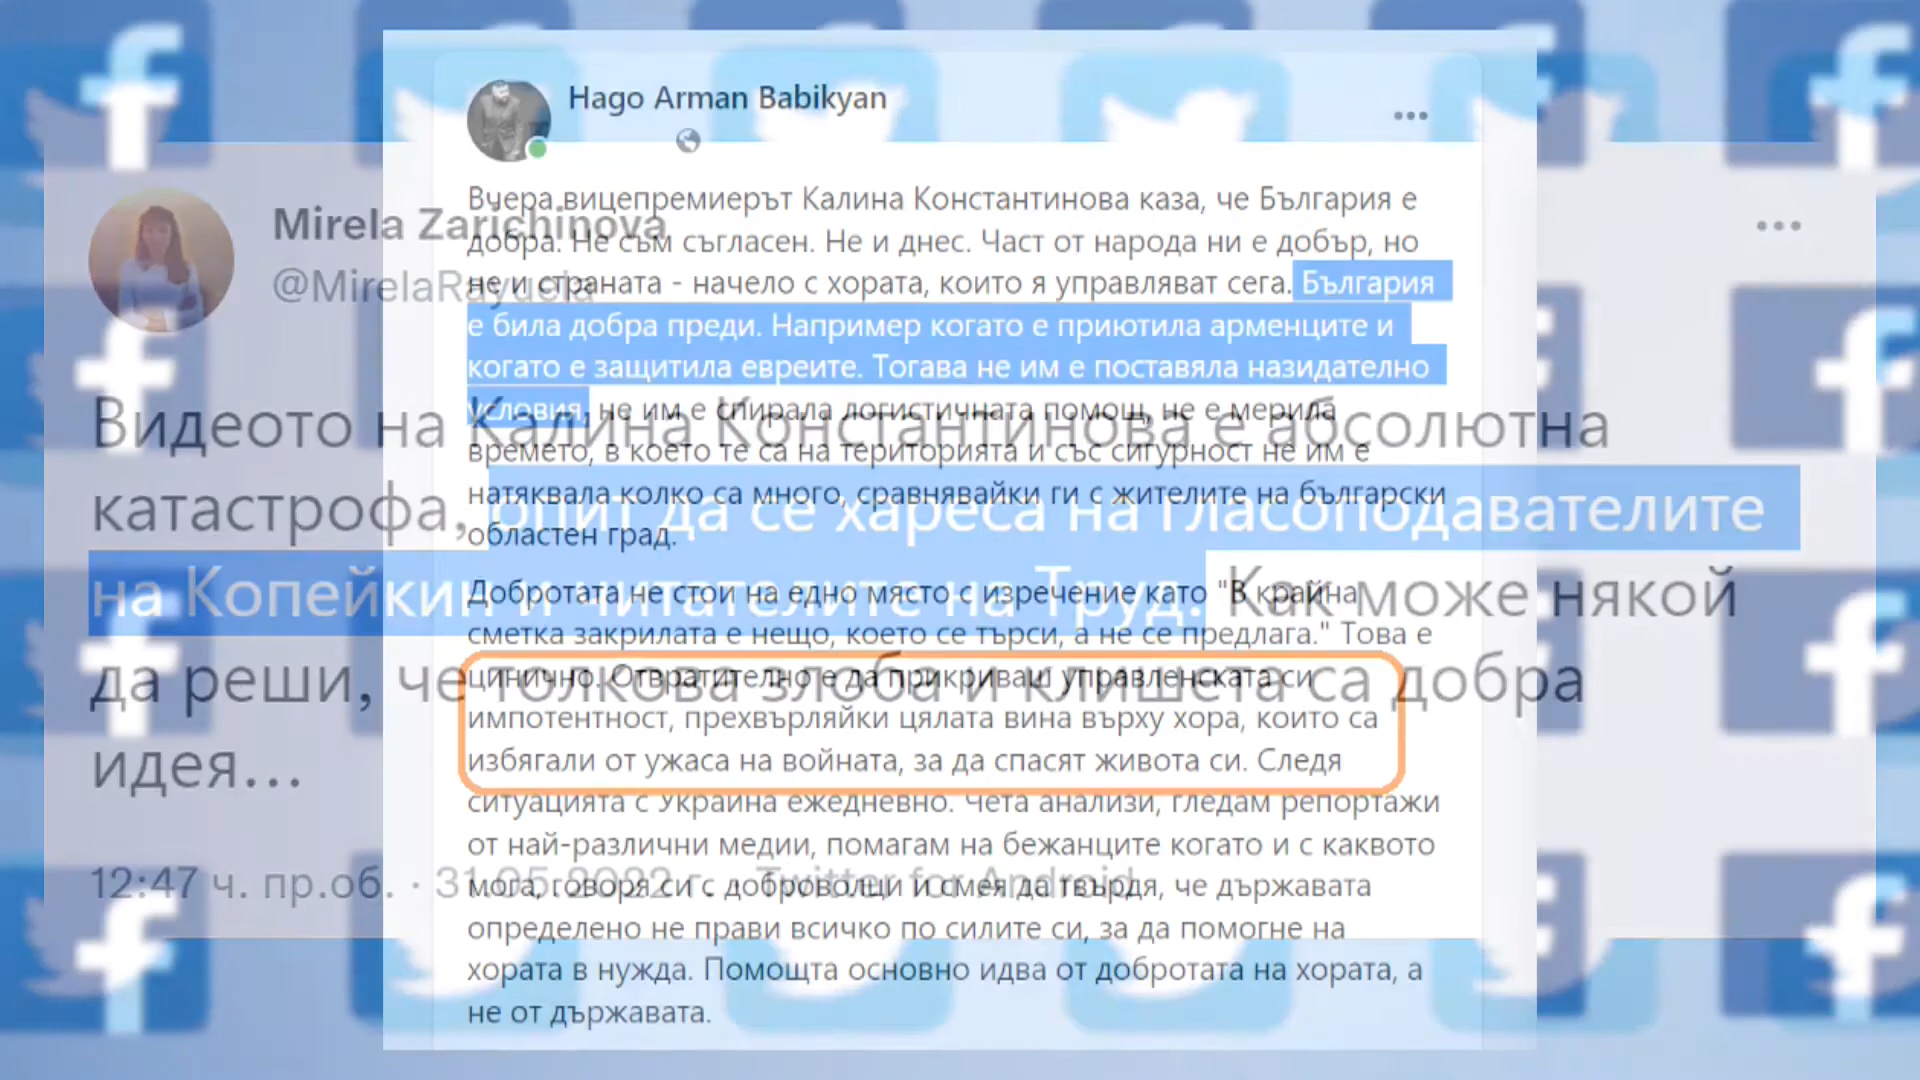 Hago Arman Babikyan
Вчера вицепремиерът Калина Константинова каза, че България е
добра. Не съм съгласен. Не и днес. Част от народа ни е добър, но
не и страната - начело с хората, които я управляват сега. България
е била добра преди. Например когато е приютила арменците и
когато е защитила евреите. Тогава не им е поставяла назидателно
условия, не им е спирала логистичната помощ, не е мерила
времето, в което те са на територията и със сигурност не им е
натяквала колко са много, сравнявайки ги с жителите на български
областен град.
Добротата не стои на едно място с изречение като "В крайна
сметка закрилата е нещо, което се търси, а не се предлага." Това е
цинично. Отвратително е да прикриваш управленската си
импотентност, прехвърляйки цялата вина върху хора, които са
избягали от ужаса на войната, за да спасят живота си. Следя
ситуацията с Украйна ежедневно. Чета анализи, гледам репортажи
от най-различни медии, помагам на бежанците когато и с каквото
мога, говоря си с доброволци и смея да твърдя, че държавата
определено не прави всичко по силите си, за да помогне на
хората в нужда. Помощта основно идва от добротата на хората, а
не от държавата.
Mirela Zarichinova
@MirelaRayuela
Видеото на Калина Константинова е абсолютна
катастрофа, опит да се хареса на гласоподавателите
на Копейкин и читателите на Труд. Как може някой
да реши, че толкова злоба и клишета са добра
идея...
12:47 ч. пр.об. · 31.05.2022 г. · Twitter for Android